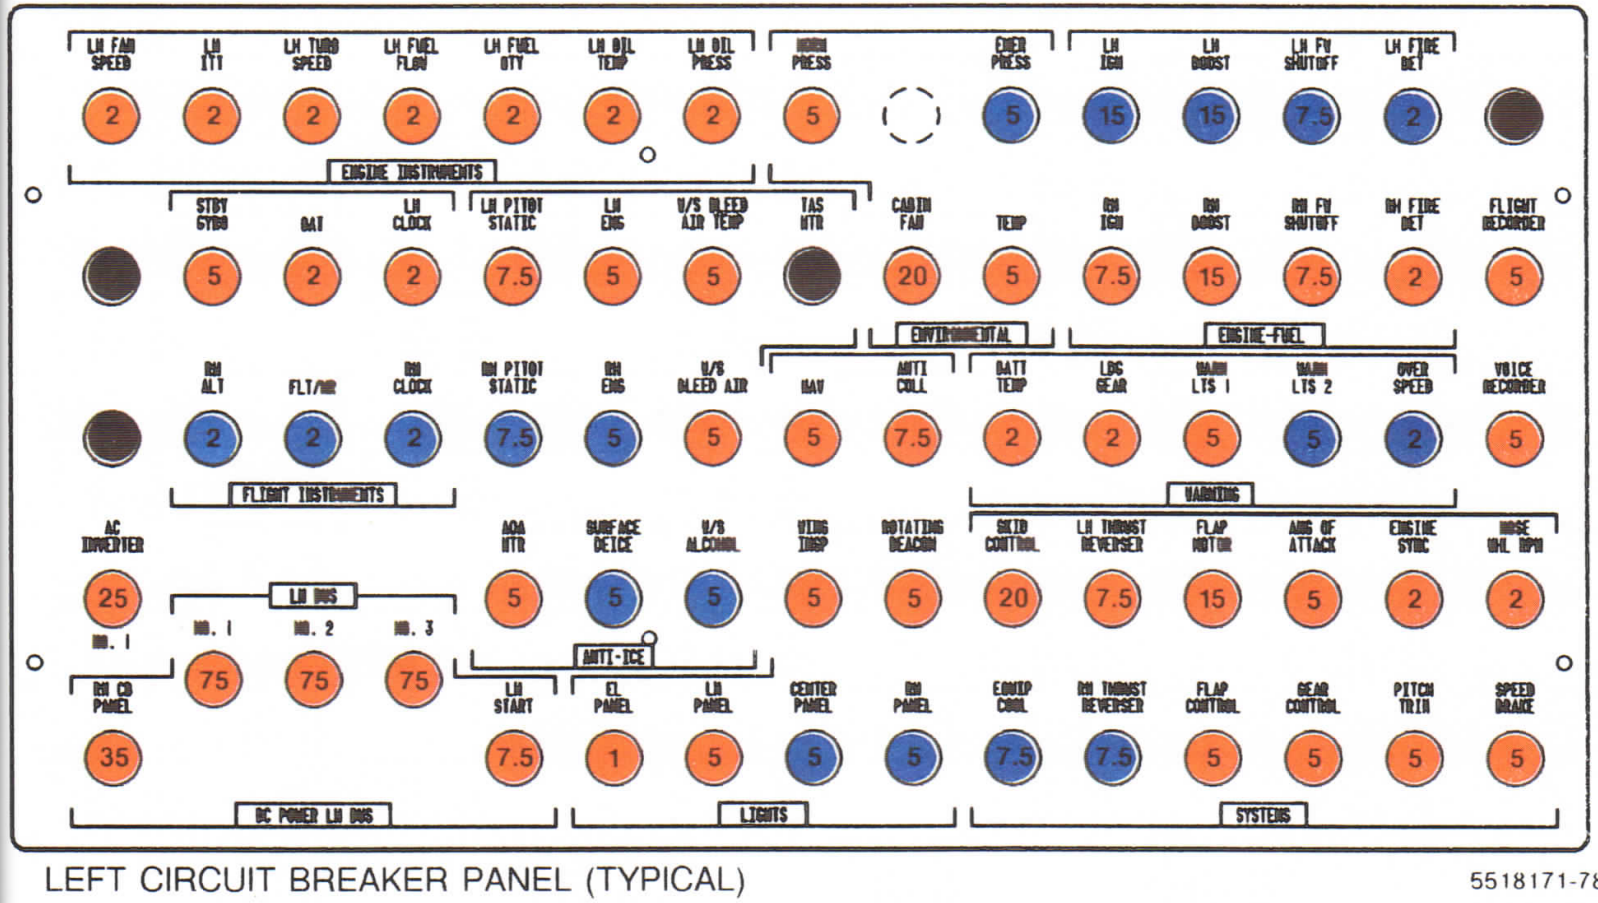 LH FAN SPEED LH ITT LH TURB SPEED LH FUEL FLOW LH FUEL QTY LH OIL TEMP LH OIL PRESS NORM PRESS EMER PRESS LH IGN LH BOOST LH FW SHUTOFF LH FIRE DET
2 2 2 2 2 2 2 5 5 15 15 7.5 2
ENGINE INSTRUMENTS
STBY GYRO OAT LH CLOCK LH PITOT STATIC LH ENG W/S BLEED AIR TEMP TAS HTR CABIN FAN TEMP RH IGN RH BOOST RH FW SHUTOFF RH FIRE DET FLIGHT RECORDER
5 2 2 7.5 5 5 20 5 7.5 15 7.5 2 5
ENVIRONMENTAL ENGINE-FUEL
RH ALT FLT/HR RH CLOCK RH PITOT STATIC RH ENG W/S BLEED AIR NAV ANTI COLL BATT TEMP LDG GEAR WARN LTS 1 WARN LTS 2 OVER SPEED VOICE RECORDER
2 2 2 7.5 5 5 5 7.5 2 2 5 5 2 5
FLIGHT INSTRUMENTS WARNING
AC INVERTER AOA HTR SURFACE DEICE W/S ALCOHOL WING INSP ROTATING BEACON SKID CONTROL LH THRUST REVERSER FLAP MOTOR ANG OF ATTACK ENGINE SYNC NOSE WHL RPM
25 5 5 5 5 5 20 7.5 15 5 2 2
LH BUS
NO. 1 NO. 1 NO. 2 NO. 3
ANTI-ICE
75 75 75
RH CB PANEL LH START EL PANEL LH PANEL CENTER PANEL RH PANEL EQUIP COOL RH THRUST REVERSER FLAP CONTROL GEAR CONTROL PITCH TRIM SPEED BRAKE
35 7.5 1 5 5 5 7.5 7.5 5 5 5 5
DC POWER LH BUS LIGHTS SYSTEMS
LEFT CIRCUIT BREAKER PANEL (TYPICAL)
5518171-78